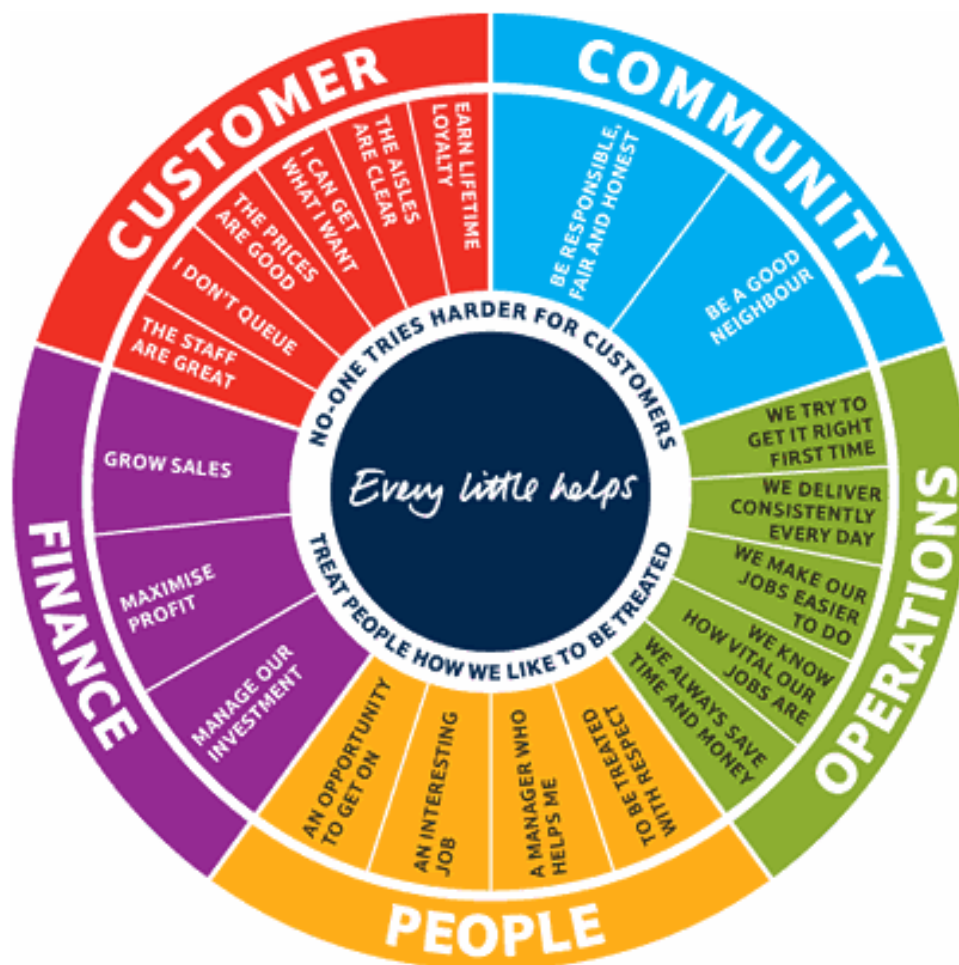 CUSTOMER
EARN LIFETIME
LOYALTY
THE AISLES
ARE CLEAR
I CAN GET
WHAT I WANT
THE PRICES
ARE GOOD
I DON'T QUEUE
THE STAFF
ARE GREAT
COMMUNITY
BE RESPONSIBLE,
FAIR AND HONEST
BE A GOOD
NEIGHBOUR
OPERATIONS
WE TRY TO
GET IT RIGHT
FIRST TIME
WE DELIVER
CONSISTENTLY
EVERY DAY
WE MAKE OUR
JOBS EASIER
TO DO
WE KNOW
HOW VITAL OUR
JOBS ARE
WE ALWAYS SAVE
TIME AND MONEY
PEOPLE
TO BE TREATED
WITH RESPECT
A MANAGER WHO
HELPS ME
AN INTERESTING
JOB
AN OPPORTUNITY
TO GET ON
FINANCE
MANAGE OUR
INVESTMENT
MAXIMISE
PROFIT
GROW SALES
NO-ONE TRIES HARDER FOR CUSTOMERS
Every little helps
TREAT PEOPLE HOW WE LIKE TO BE TREATED